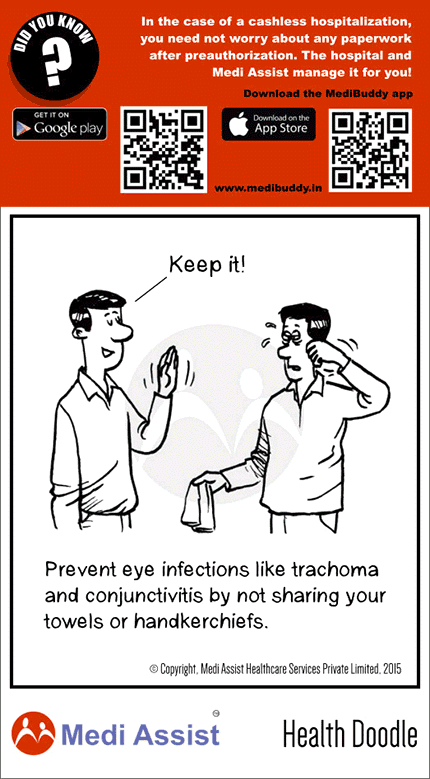 DID YOU KNOW
?
In the case of a cashless hospitalization,
you need not worry about any paperwork
after preauthorization. The hospital and
Medi Assist manage it for you!
Download the MediBuddy app
GET IT ON
Google play
Download on the
App Store
www.medibuddy.in
Keep it!
Prevent eye infections like trachoma
and conjunctivitis by not sharing your
towels or handkerchiefs.
© Copyright, Medi Assist Healthcare Services Private Limited, 2015
Medi Assist
Health Doodle